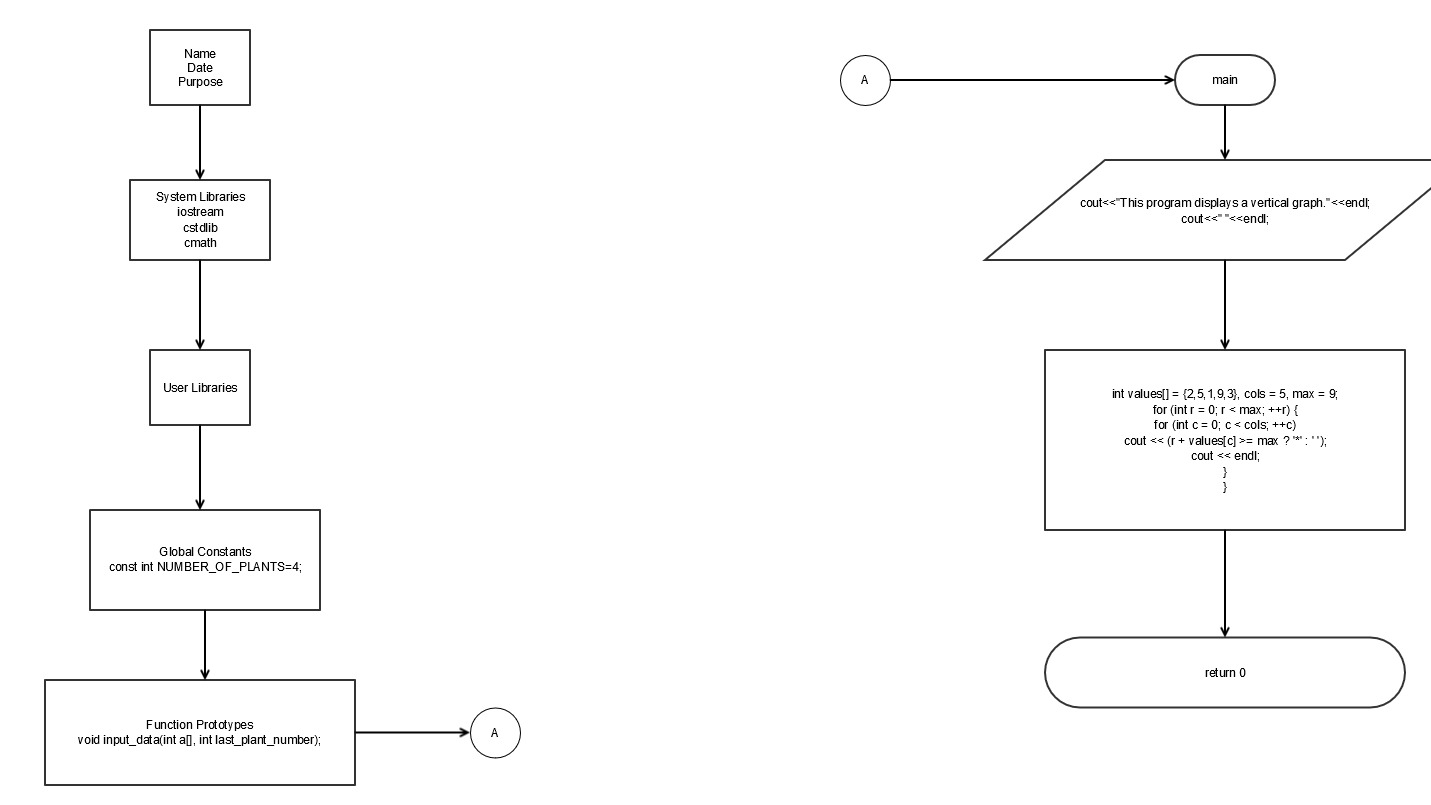 Name
Date
Purpose
System Libraries
iostream
cstdlib
cmath
User Libraries
Global Constants
const int NUMBER_OF_PLANTS=4;
Function Prototypes
void input_data(int a[], int last_plant_number);
A
A
main
cout<<"This program displays a vertical graph."<<endl;
cout<<" "<<endl;
int values[] = {2,5,1,9,3}, cols = 5, max = 9;
for (int r = 0; r < max; ++r) {
for (int c = 0; c < cols; ++c)
cout << (r + values[c] >= max ? '*' : ' ');
cout << endl;
}
}
return 0